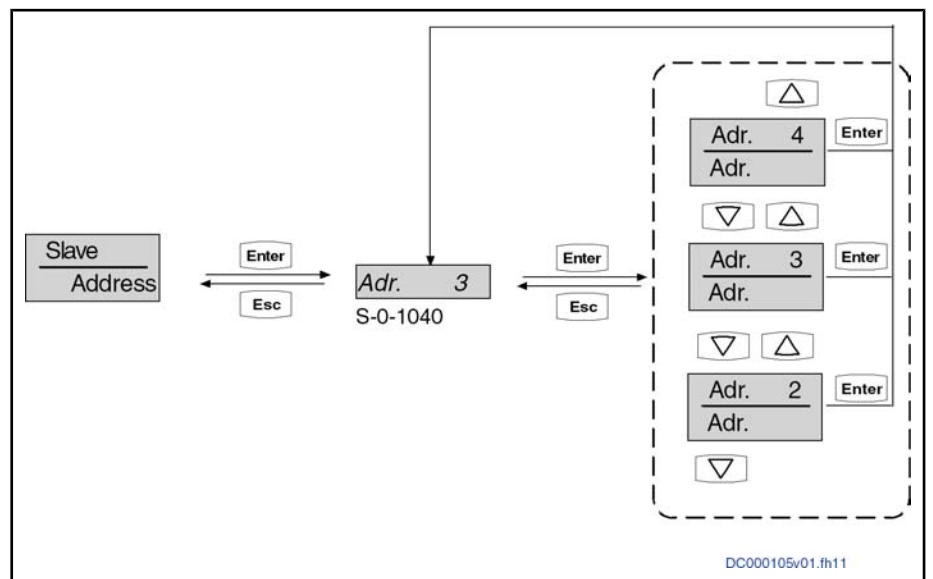 Slave
Address
Enter
Esc
Adr. 3
S-0-1040
Enter
Esc
Adr. 4
Adr.
Enter
Adr. 3
Adr.
Enter
Adr. 2
Adr.
Enter
DC000105v01.fh11